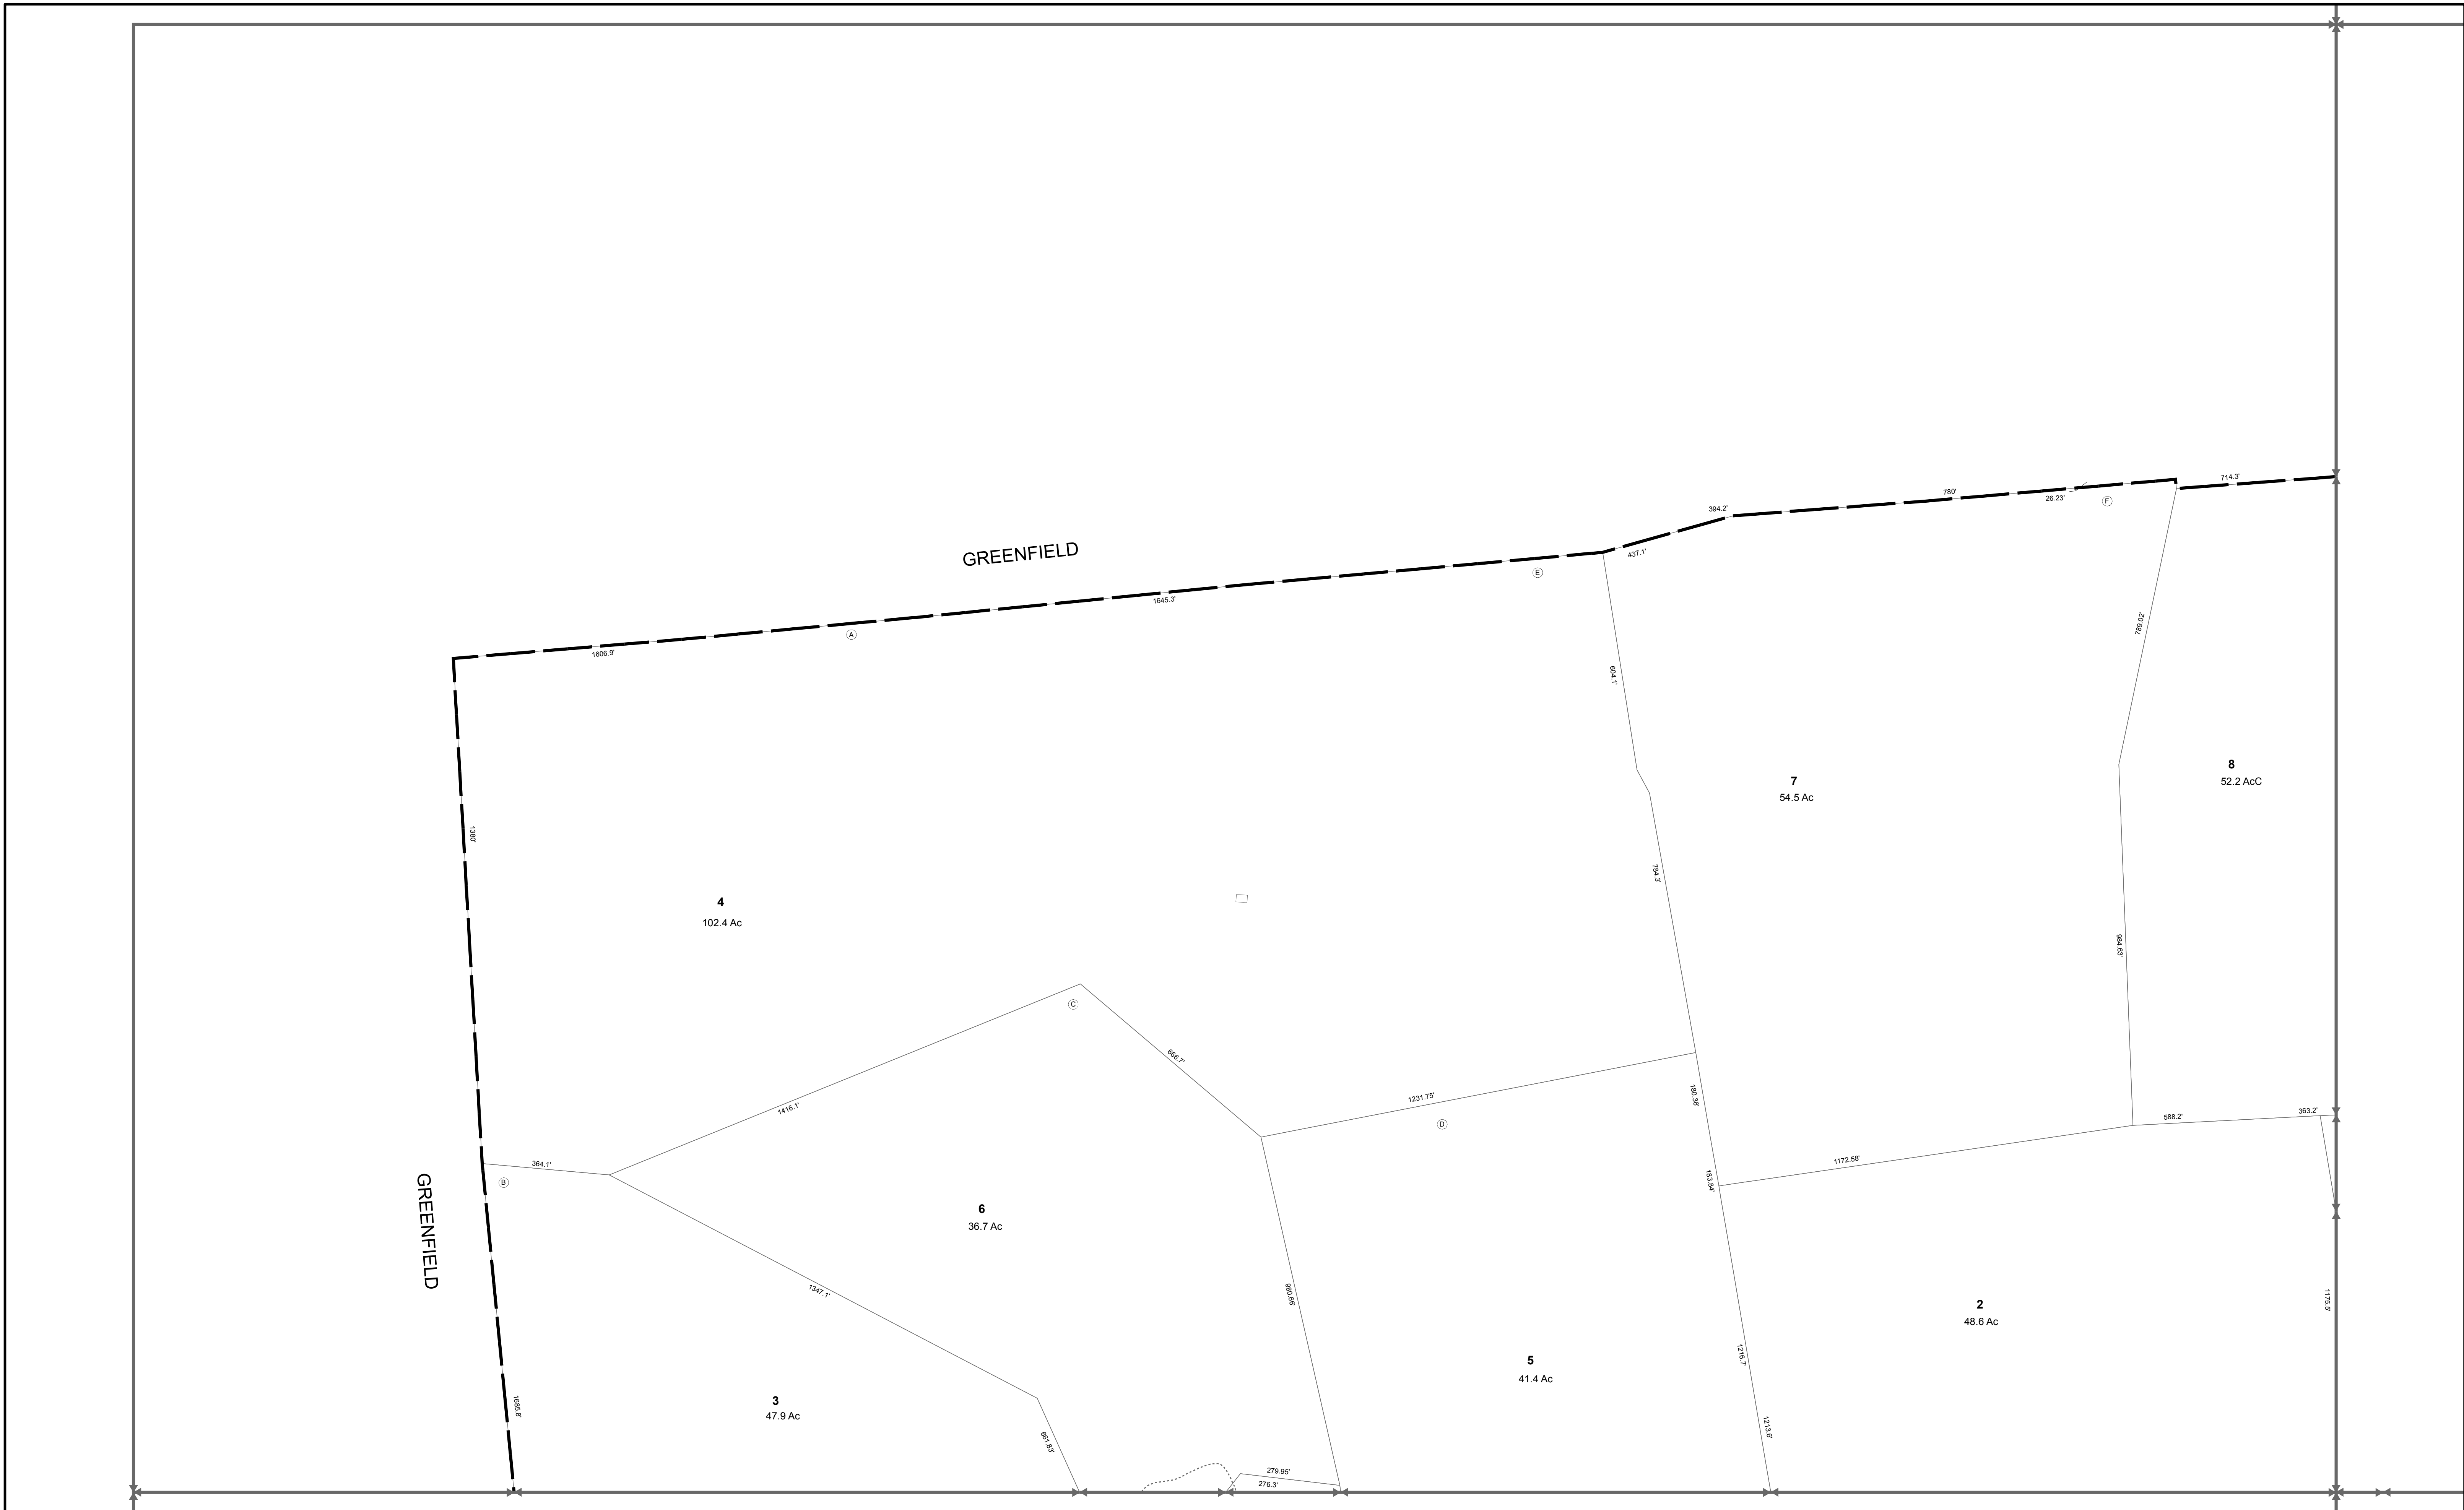 714.3'
780'
26.23'
F
394.2'
437.1'
GREENFIELD
E
1645.3'
A
1606.9'
789.02'
604.1'
8
52.2 AcC
7
54.5 Ac
1380'
784.3'
4
102.4 Ac
984.63'
C
666.7'
1231.75'
180.36'
1416.1'
D
588.2'
363.2'
364.1'
B
1172.58'
183.84'
GREENFIELD
6
36.7 Ac
1347.1'
980.66'
2
48.6 Ac
1175.5'
1216.7'
5
41.4 Ac
3
47.9 Ac
1685.8'
661.83'
1213.6'
279.95'
276.3'